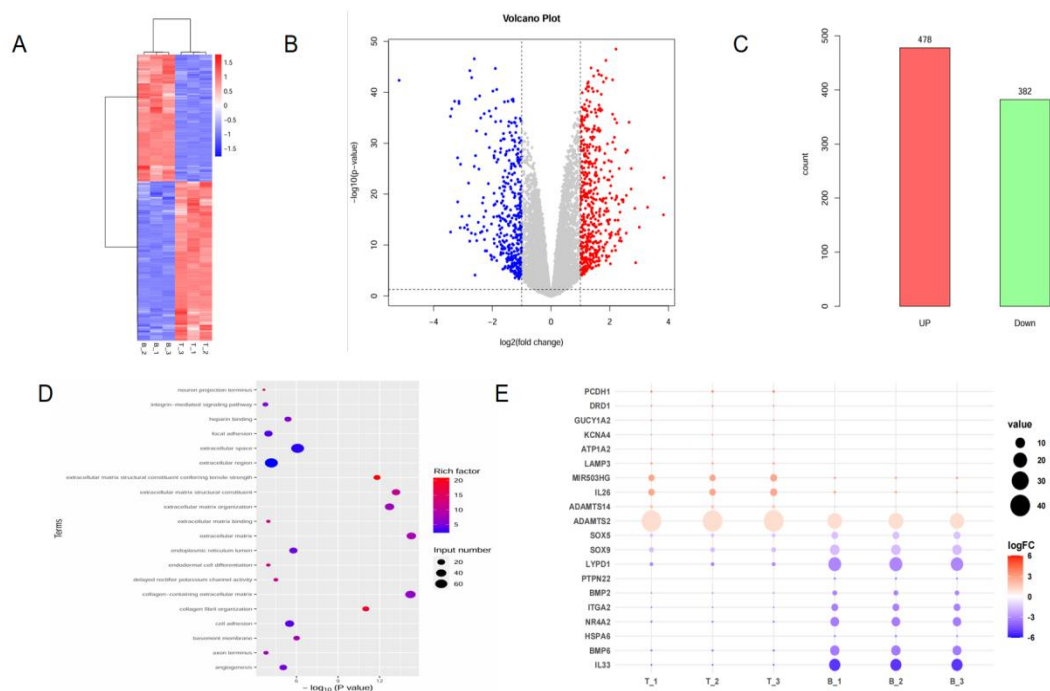 A
1.5
1
0.5
0
−0.5
−1
−1.5
B_2
B_1
B_3
T_3
T_1
T_2
B
Volcano Plot
−log10(p-value)
50
40
30
20
10
0
−4
−2
0
2
4
log2(fold change)
C
count
500
400
300
200
100
0
478
382
UP
Down
D
Terms
neuron projection terminus
integrin-mediated signaling pathway
heparin binding
focal adhesion
extracellular space
extracellular region
extracellular matrix structural constituent conferring tensile strength
extracellular matrix structural constituent
extracellular matrix organization
extracellular matrix binding
extracellular matrix
endoplasmic reticulum lumen
endodermal cell differentiation
delayed rectifier potassium channel activity
collagen-containing extracellular matrix
collagen fibril organization
cell adhesion
basement membrane
axon terminus
angiogenesis
− log10 (P value)
Rich factor
20
15
10
5
Input number
20
40
60
E
PCDH1
DRD1
GUCY1A2
KCNA4
ATP1A2
LAMP3
MIR503HG
IL26
ADAMTS14
ADAMTS2
SOX5
SOX9
LYPD1
PTPN22
BMP2
ITGA2
NR4A2
HSPA6
BMP6
IL33
T_1
T_2
T_3
B_1
B_2
B_3
value
10
20
30
40
logFC
6
3
0
−3
−6